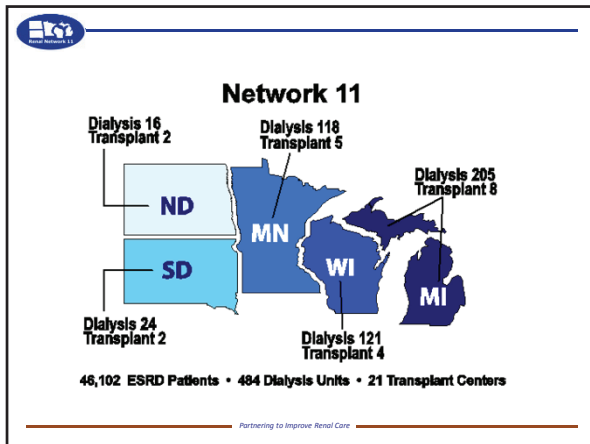 Renal Network 11
Network 11
Dialysis 16
Transplant 2
Dialysis 118
Transplant 5
Dialysis 205
Transplant 8
ND
MN
SD
WI
MI
Dialysis 24
Transplant 2
Dialysis 121
Transplant 4
46,102 ESRD Patients • 484 Dialysis Units • 21 Transplant Centers
Partnering to Improve Renal Care